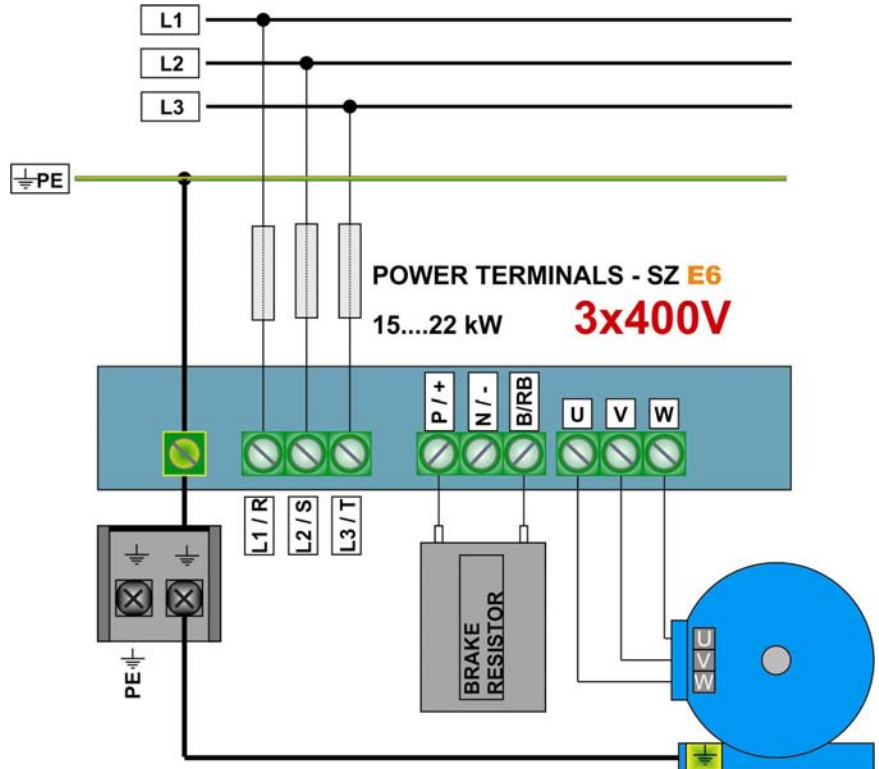 L1
L2
L3
PE
POWER TERMINALS - SZ E6
15....22 kW 3x400V
P / +
N / -
B/RB
U V W
L1 / R
L2 / S
L3 / T
BRAKE
RESISTOR
PE
U
V
W